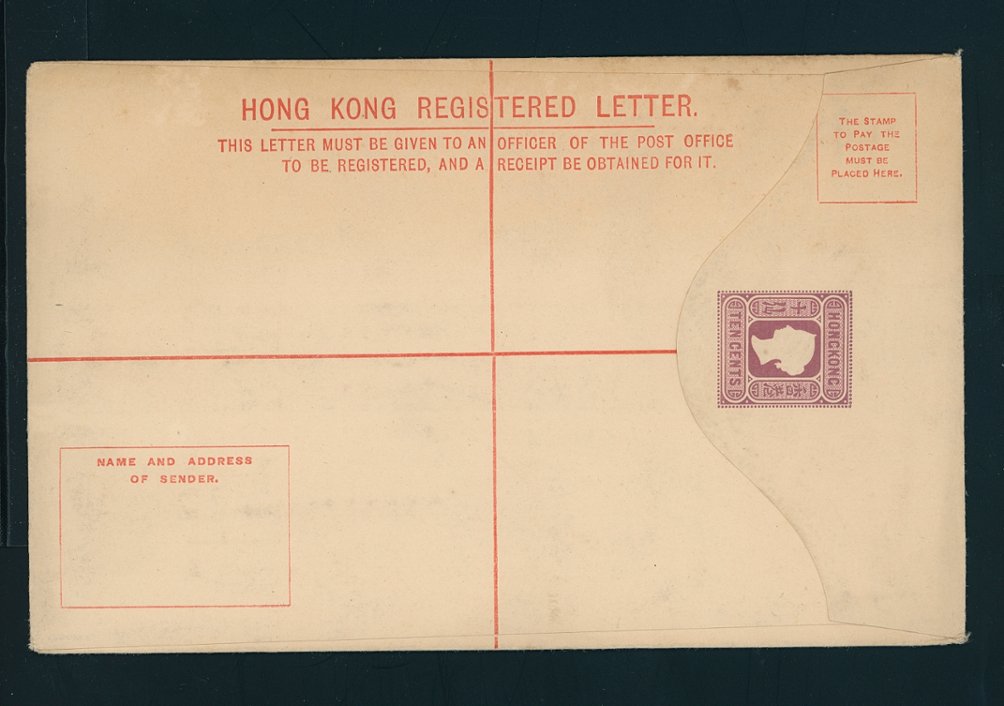 HONG KONG REGISTERED LETTER.
THIS LETTER MUST BE GIVEN TO AN OFFICER OF THE POST OFFICE
TO BE REGISTERED, AND A RECEIPT BE OBTAINED FOR IT.
THE STAMP
TO PAY THE
POSTAGE
MUST BE
PLACED HERE.
HONG KONG
TEN CENTS
NAME AND ADDRESS
OF SENDER.